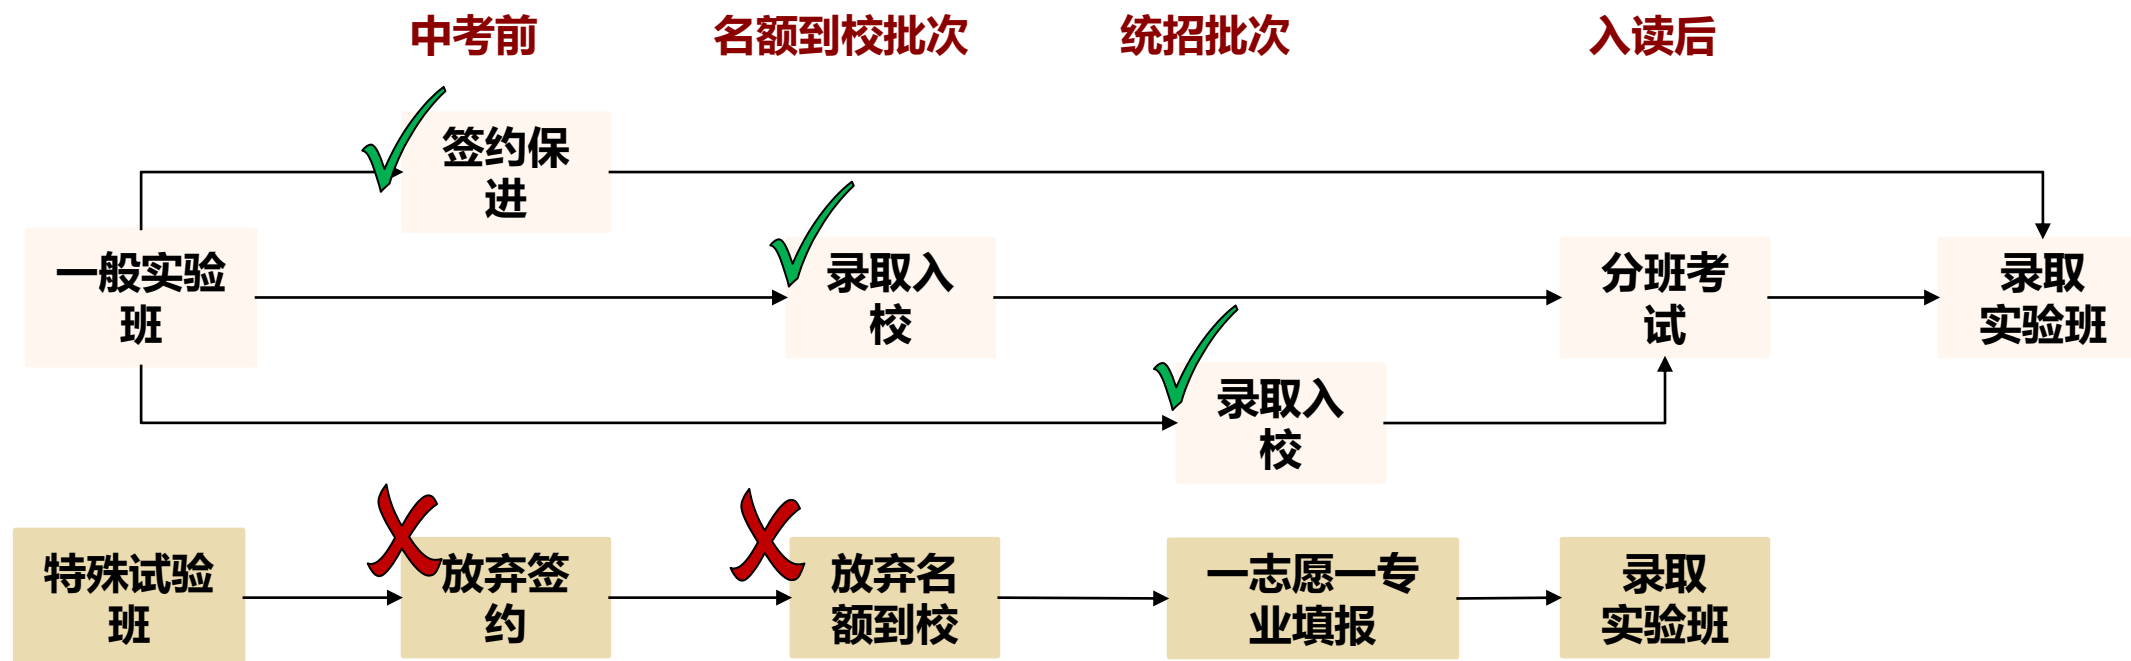 中考前
名额到校批次
统招批次
入读后
签约保
进
一般实验
班
录取入
校
分班考
试
录取
实验班
录取入
校
特殊试验
班
放弃签
约
放弃名
额到校
一志愿一专
业填报
录取
实验班